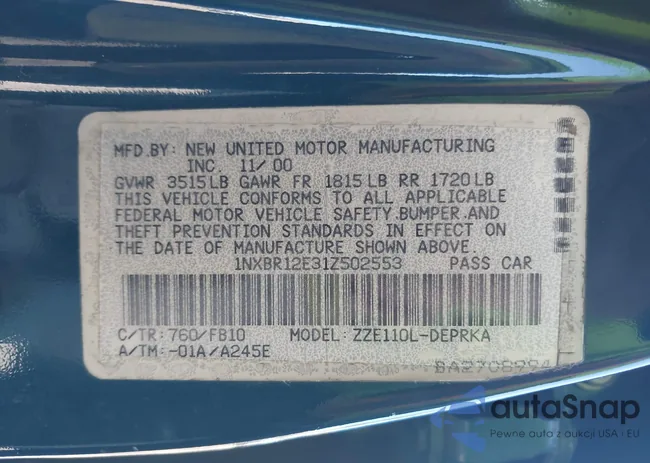 MFD.BY: NEW UNITED MOTOR MANUFACTURING
INC. 11/00
GVWR 3515LB GAWR FR 1815LB RR 1720LB
THIS VEHICLE CONFORMS TO ALL APPLICABLE
FEDERAL MOTOR VEHICLE SAFETY.BUMPER.AND
THEFT PREVENTION STANDARDS IN EFFECT ON
THE DATE OF MANUFACTURE SHOWN ABOVE.
1NXBR12E31Z502553 PASS CAR
C/TR: 760/FB10 MODEL: ZZE110L-DEPRKA
A/TM:-01A/A245E
autaSnap
Pewne auto z aukcji USA i EU